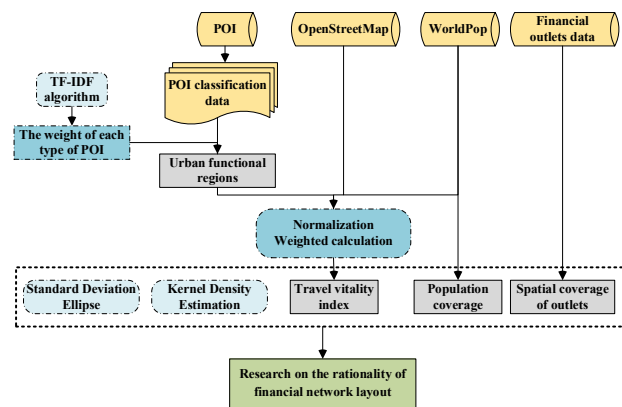 POI
OpenStreetMap
WorldPop
Financial
outlets data
TF-IDF
algorithm
POI classification
data
The weight of each
type of POI
Urban functional
regions
Normalization
Weighted calculation
Standard Deviation
Ellipse
Kernel Density
Estimation
Travel vitality
index
Population
coverage
Spatial coverage
of outlets
Research on the rationality of
financial network layout